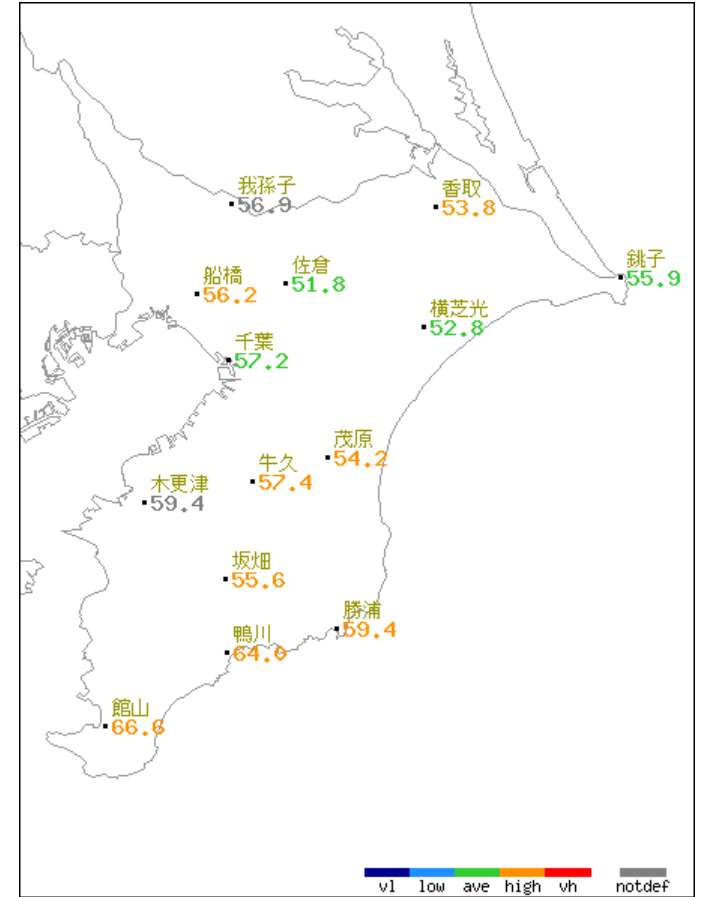 我孫子
56.9
香取
53.8
銚子
55.9
佐倉
51.8
船橋
56.2
横芝光
52.8
千葉
57.2
茂原
54.2
牛久
57.4
木更津
59.4
坂畑
55.6
勝浦
59.4
鴨川
64.0
館山
66.6
vl low ave high vh notdef